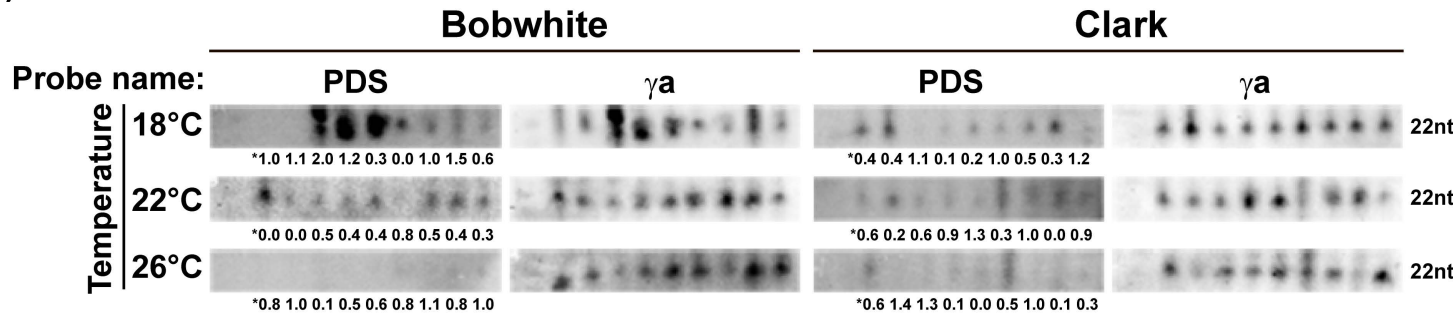 Bobwhite Clark
Probe name: PDS γa PDS γa
Temperature
18°C 22nt
*1.0 1.1 2.0 1.2 0.3 0.0 1.0 1.5 0.6 *0.4 0.4 1.1 0.1 0.2 1.0 0.5 0.3 1.2
22°C 22nt
*0.0 0.0 0.5 0.4 0.4 0.8 0.5 0.4 0.3 *0.6 0.2 0.6 0.9 1.3 0.3 1.0 0.0 0.9
26°C 22nt
*0.8 1.0 0.1 0.5 0.6 0.8 1.1 0.8 1.0 *0.6 1.4 1.3 0.1 0.0 0.5 1.0 0.1 0.3